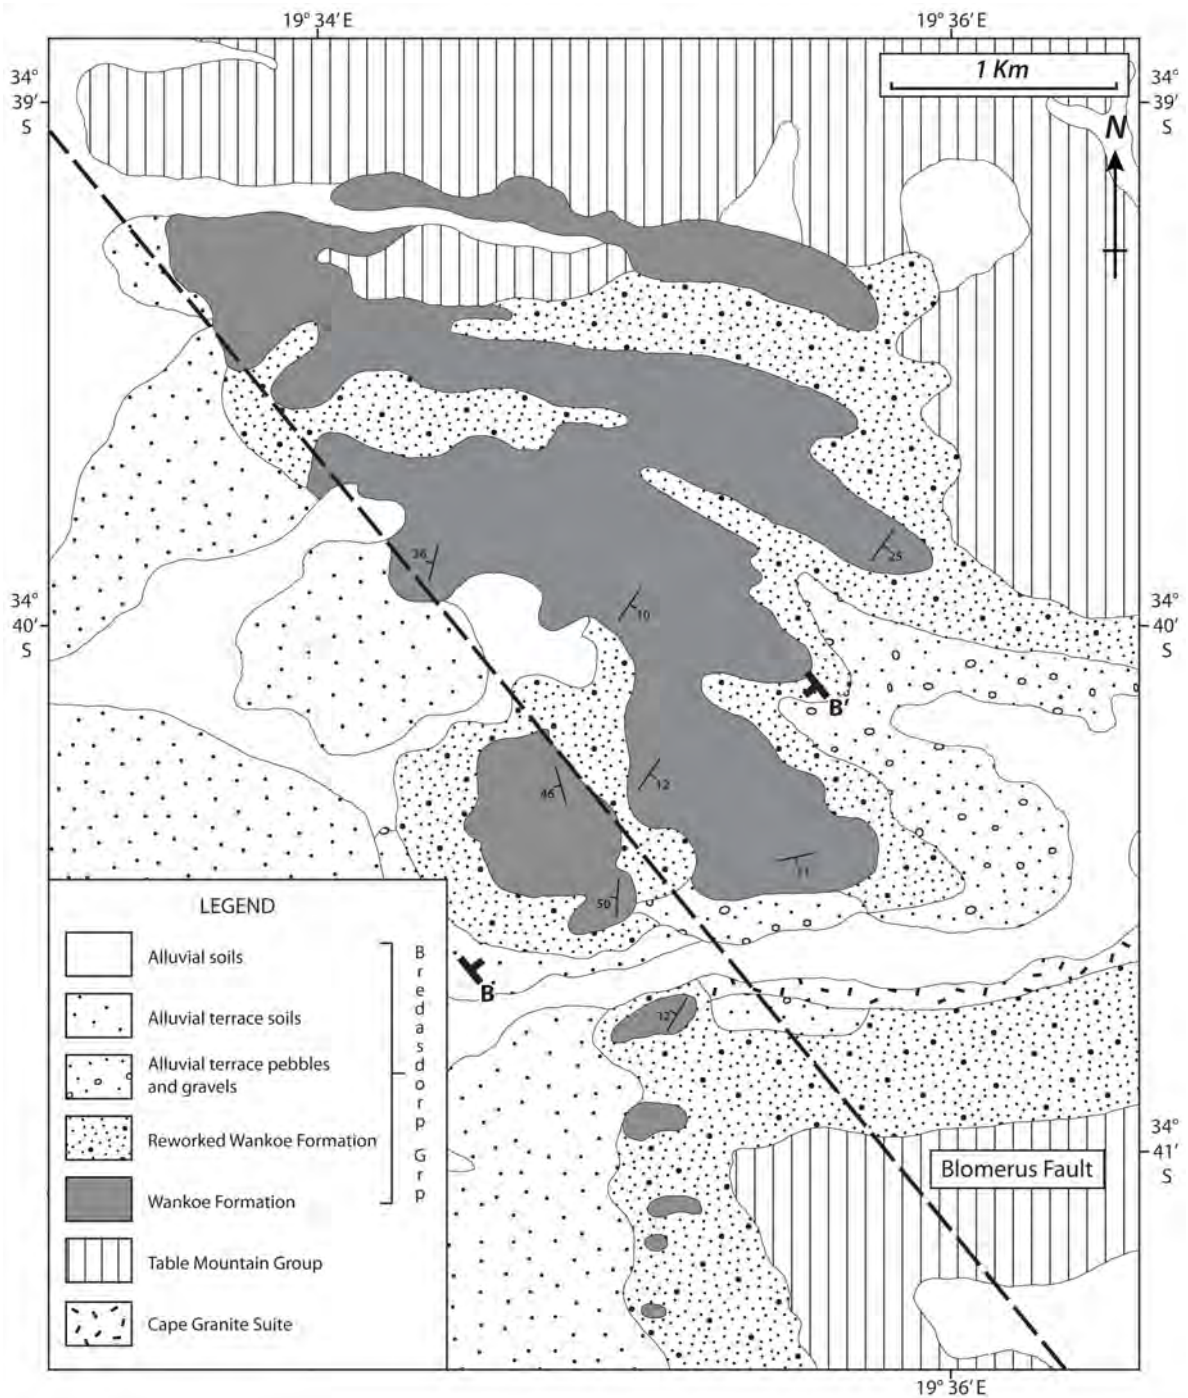 19° 34' E
19° 36' E
34°
39'
S
1 Km
34°
39'
S
N
36
25
10
34°
40'
S
34°
40'
S
B'
46
12
11
50
B
12
LEGEND
Alluvial soils
Alluvial terrace soils
Alluvial terrace pebbles
and gravels
Reworked Wankoe Formation
Wankoe Formation
Table Mountain Group
Cape Granite Suite
Bredasdorp Grp
34°
41'
S
Blomerus Fault
19° 36' E